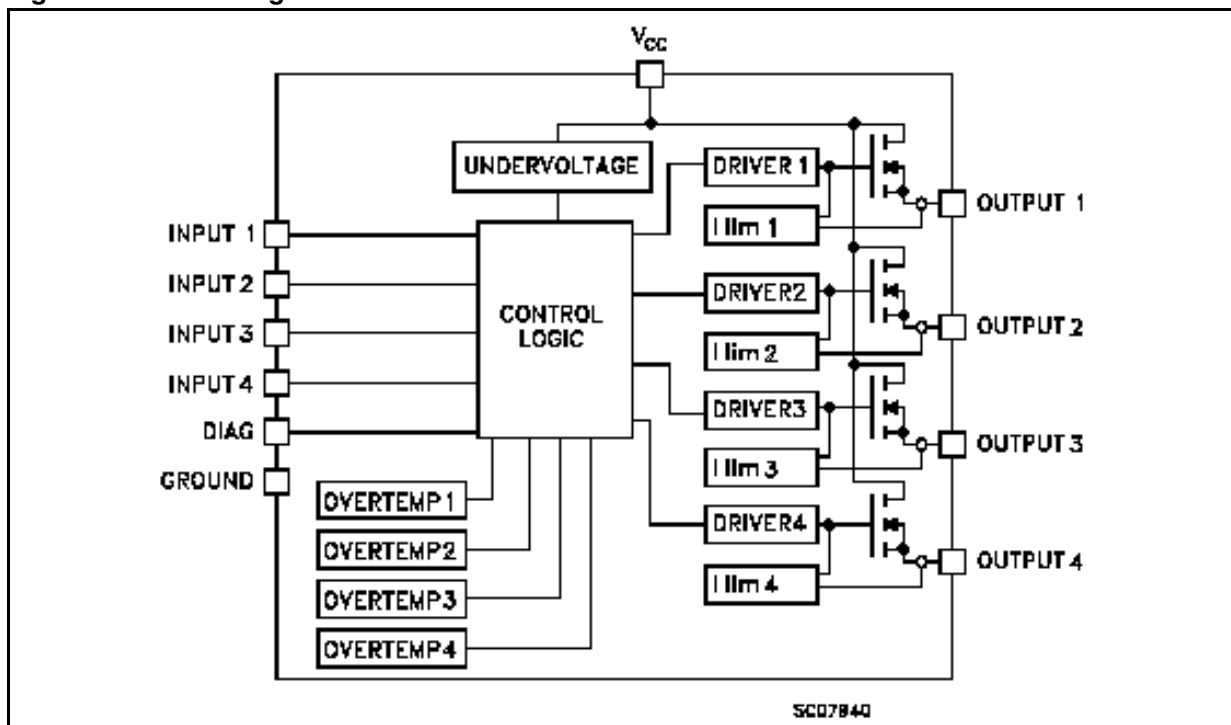 VCC
UNDERVOLTAGE
DRIVER 1
I lim 1
OUTPUT 1
INPUT 1
INPUT 2
INPUT 3
INPUT 4
DIAG
GROUND
CONTROL
LOGIC
DRIVER2
I lim 2
OUTPUT 2
DRIVER3
I lim 3
OUTPUT 3
DRIVER4
I lim 4
OUTPUT 4
OVERTEMP 1
OVERTEMP2
OVERTEMP3
OVERTEMP4
SC07840